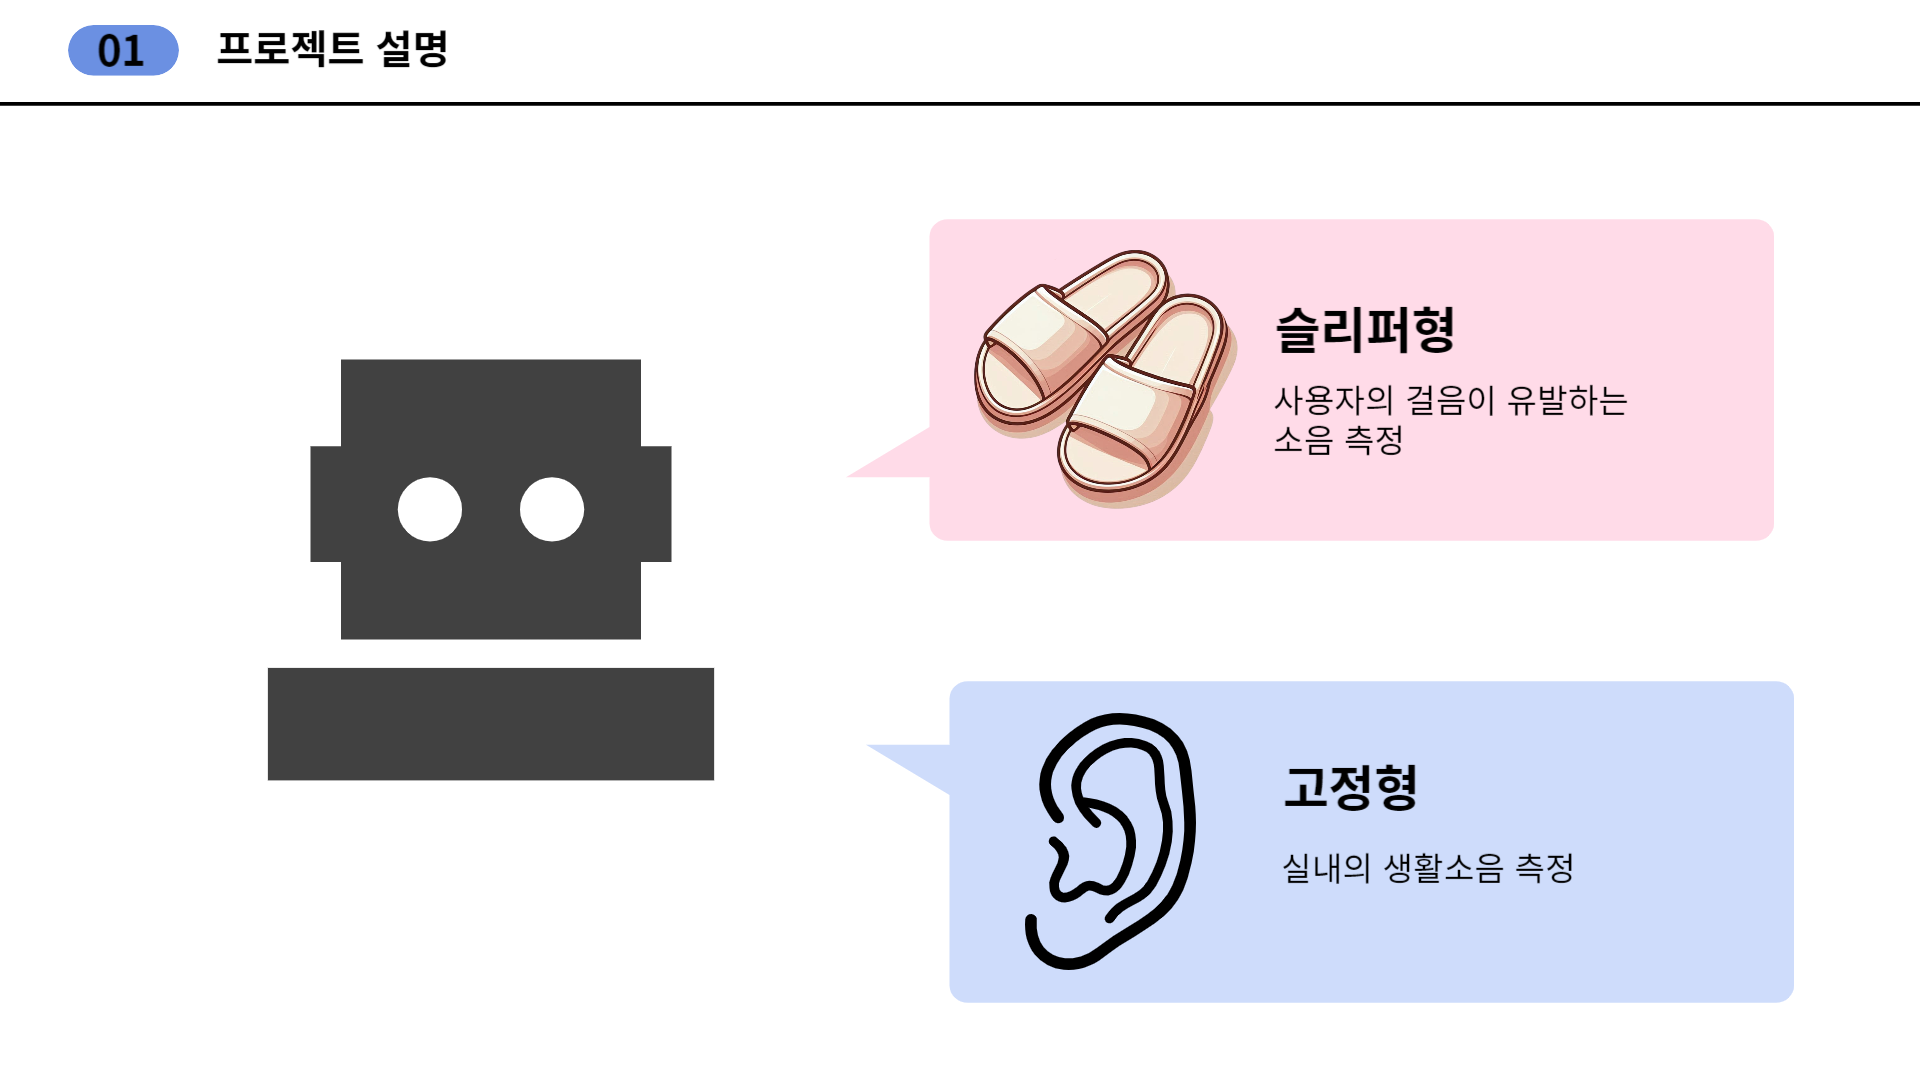 01 프로젝트 설명
슬리퍼형
사용자의 걸음이 유발하는
소음 측정
고정형
실내의 생활소음 측정